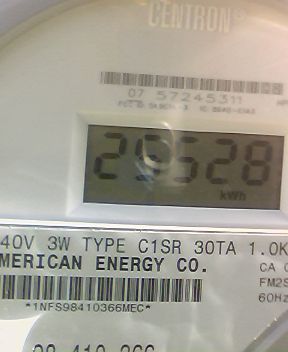 CENTRON®
07 57245311
29528
kWh
40V 3W TYPE C1SR 30TA 1.0K
MERICAN ENERGY CO.
CA
FM2S
60Hz
*1NFS98410366MEC*